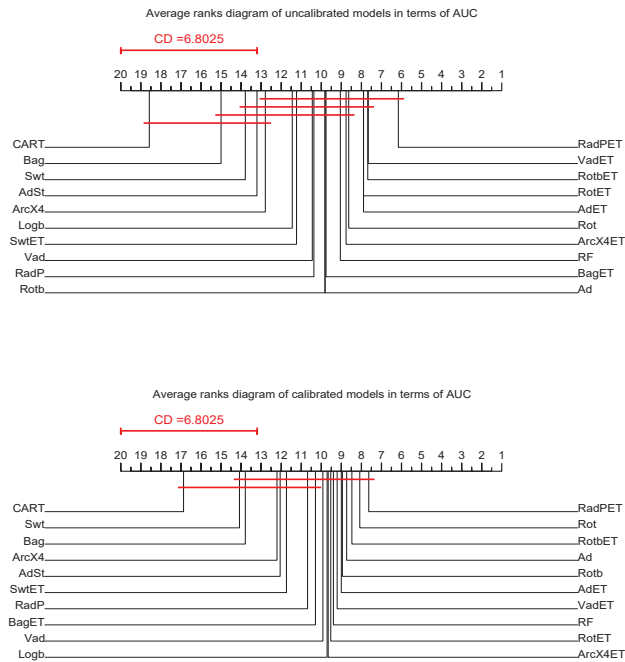 Average ranks diagram of uncalibrated models in terms of AUC
CD =6.8025
20 19 18 17 16 15 14 13 12 11 10 9 8 7 6 5 4 3 2 1
CART RadPET
Bag VadET
Swt RotbET
AdSt RotET
ArcX4 AdET
Logb Rot
SwtET ArcX4ET
Vad RF
RadP BagET
Rotb Ad
Average ranks diagram of calibrated models in terms of AUC
CD =6.8025
20 19 18 17 16 15 14 13 12 11 10 9 8 7 6 5 4 3 2 1
CART RadPET
Swt Rot
Bag RotbET
ArcX4 Ad
AdSt Rotb
SwtET AdET
RadP VadET
BagET RF
Vad RotET
Logb ArcX4ET